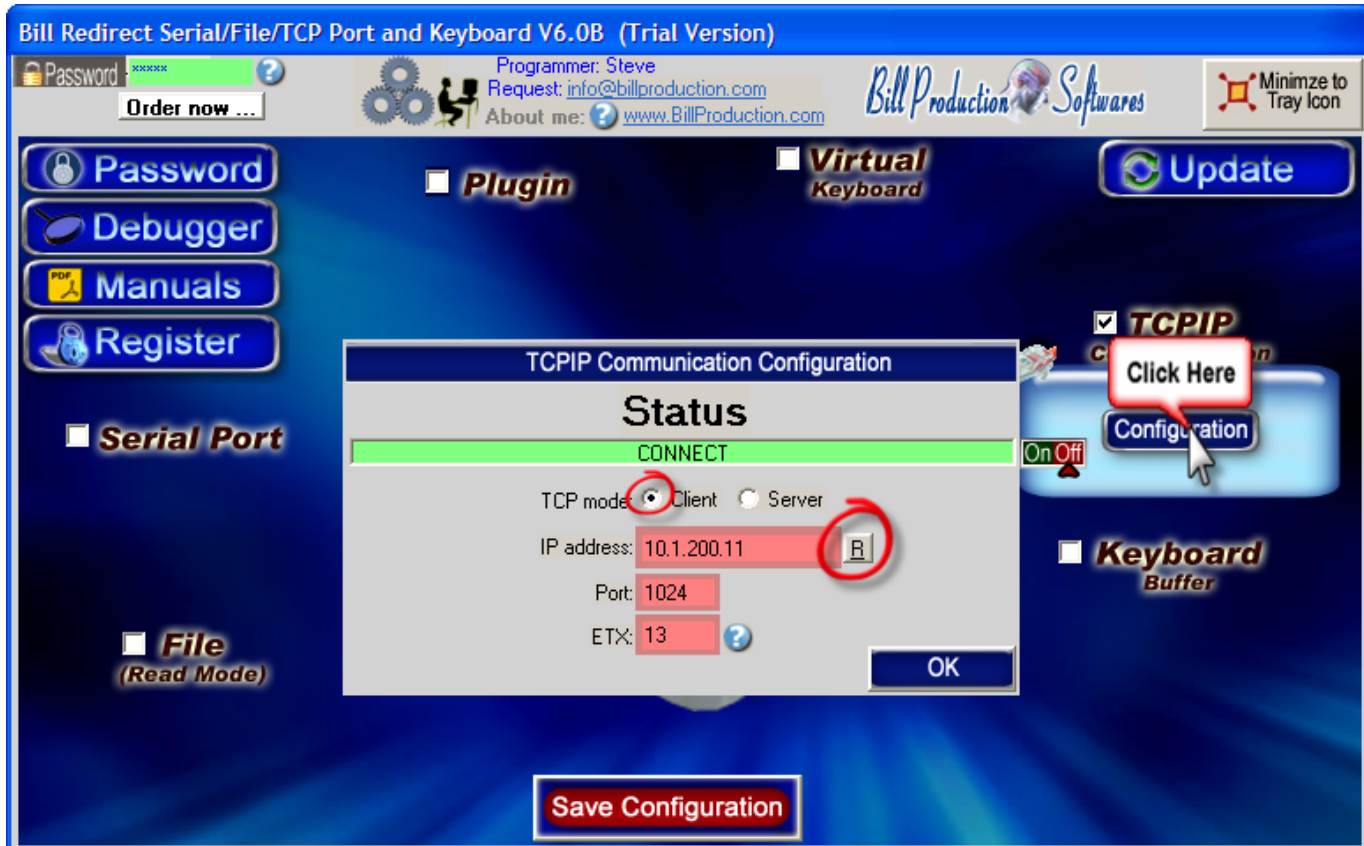 Bill Redirect Serial/File/TCP Port and Keyboard V6.0B (Trial Version)
Password *****
Order now ...
Programmer: Steve
Request: info@billproduction.com
About me: www.BillProduction.com
Bill Production Softwares
Minimze to
Tray Icon
Password
Debugger
Manuals
Register
Plugin
Virtual
Keyboard
Update
TCPIP
Click Here
Configuration
On Off
TCPIP Communication Configuration
Status
CONNECT
TCP mode: Client Server
IP address: 10.1.200.11 R
Port: 1024
ETX: 13
OK
Serial Port
File
(Read Mode)
Keyboard
Buffer
Save Configuration